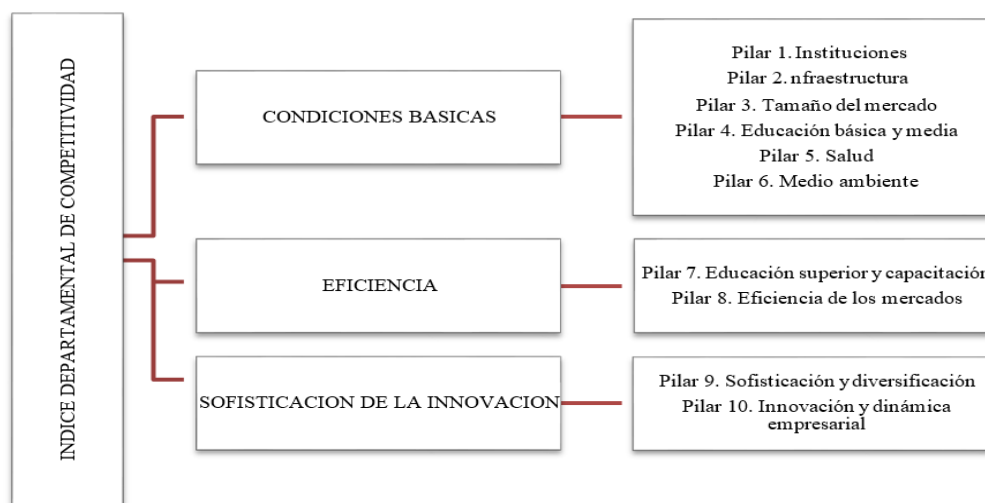 INDICE DEPARTAMENTAL DE COMPETITIVIDAD
CONDICIONES BASICAS
Pilar 1. Instituciones
Pilar 2.nfraestructura
Pilar 3. Tamaño del mercado
Pilar 4. Educación básica y media
Pilar 5. Salud
Pilar 6. Medio ambiente
EFICIENCIA
Pilar 7. Educación superior y capacitación
Pilar 8. Eficiencia de los mercados
SOFISTICACION DE LA INNOVACION
Pilar 9. Sofisticación y diversificación
Pilar 10. Innovación y dinámica
empresarial